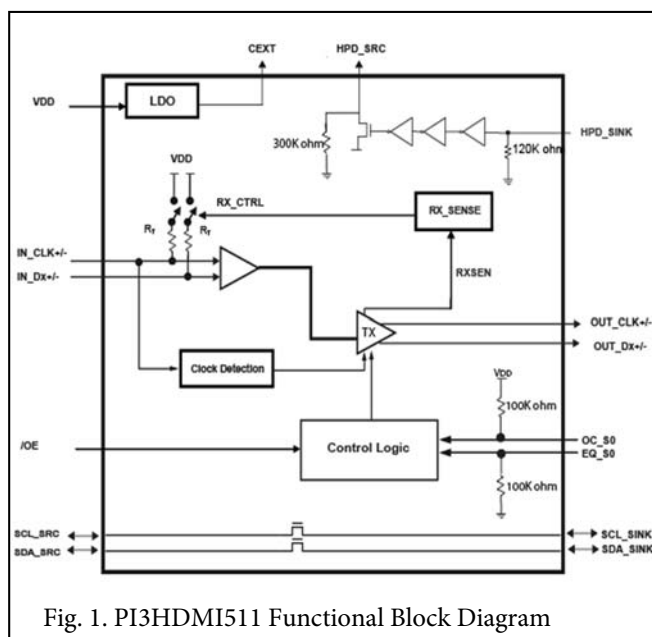 CEXT
HPD_SRC
VDD
LDO
300K ohm
HPD_SINK
120K ohm
VDD
RX_CTRL
RX_SENSE
Rт
Rт
IN_CLK+/-
IN_Dx+/-
RXSEN
TX
OUT_CLK+/-
OUT_Dx+/-
Clock Detection
VDD
100K ohm
/OE
Control Logic
OC_S0
EQ_S0
100K ohm
SCL_SRC
SCL_SINK
SDA_SRC
SDA_SINK
Fig. 1. PI3HDMI511 Functional Block Diagram